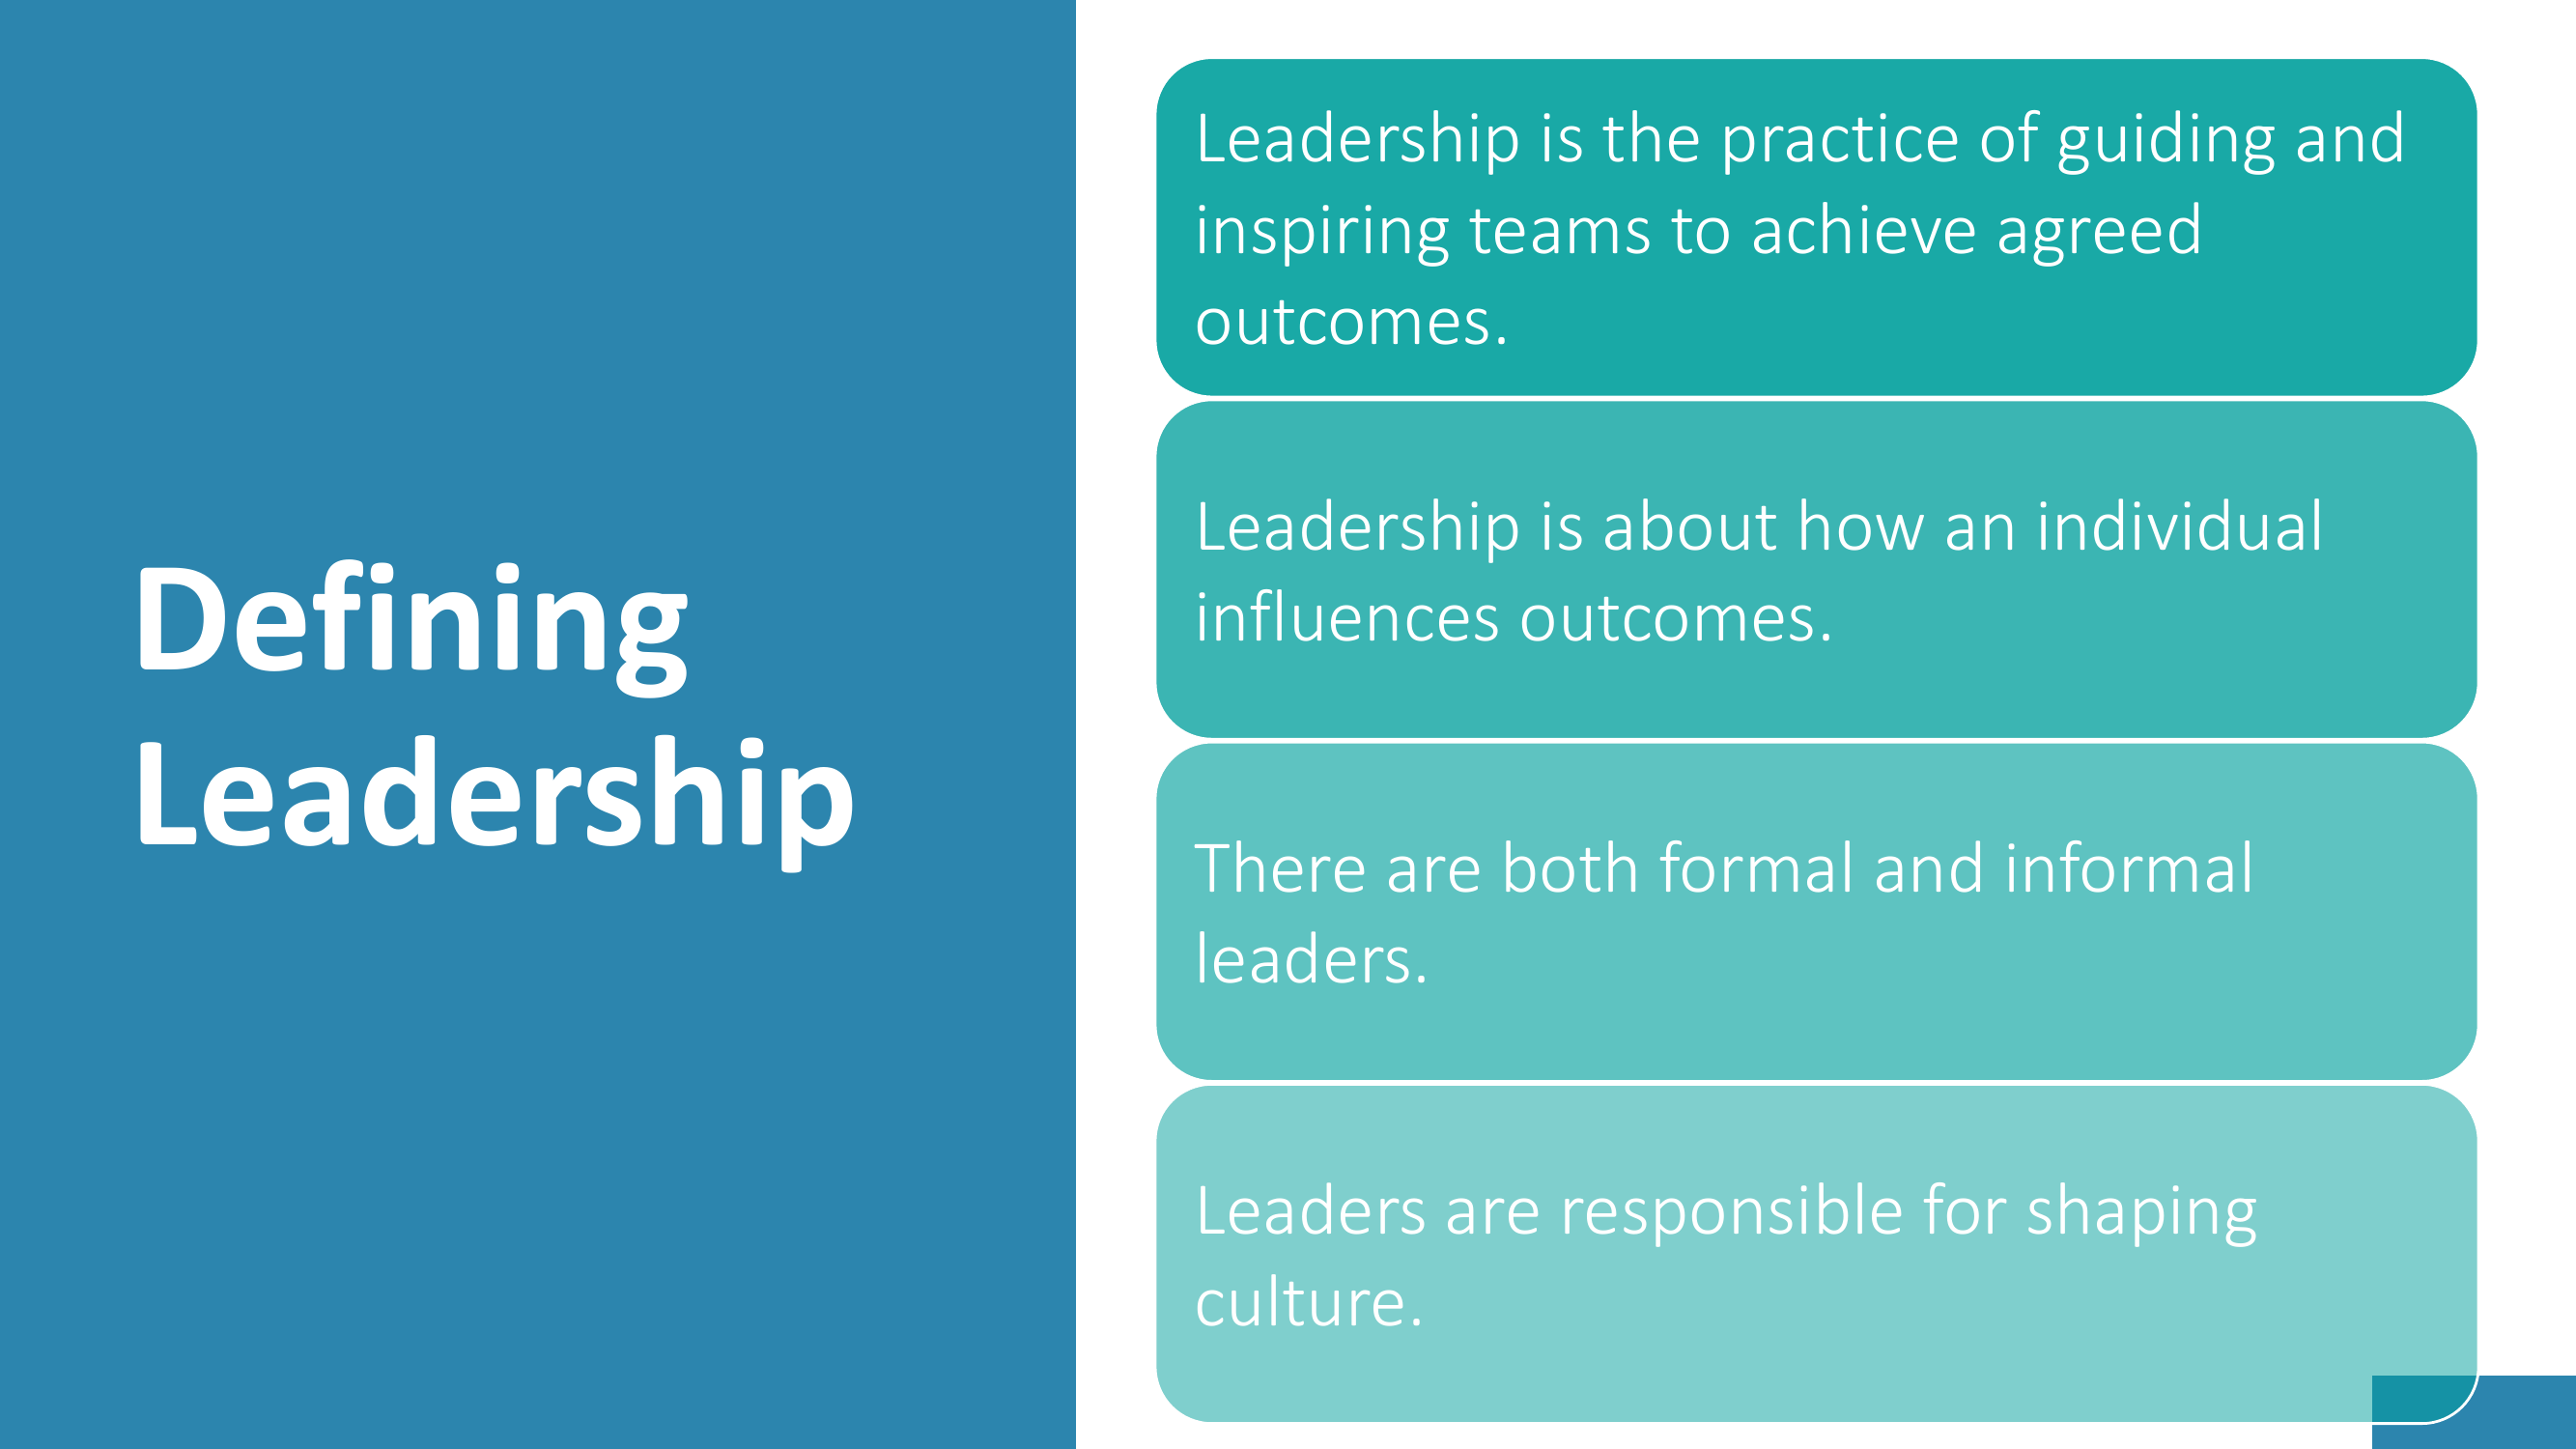 Defining
Leadership
Leadership is the practice of guiding and
inspiring teams to achieve agreed
outcomes.
Leadership is about how an individual
influences outcomes.
There are both formal and informal
leaders.
Leaders are responsible for shaping
culture.